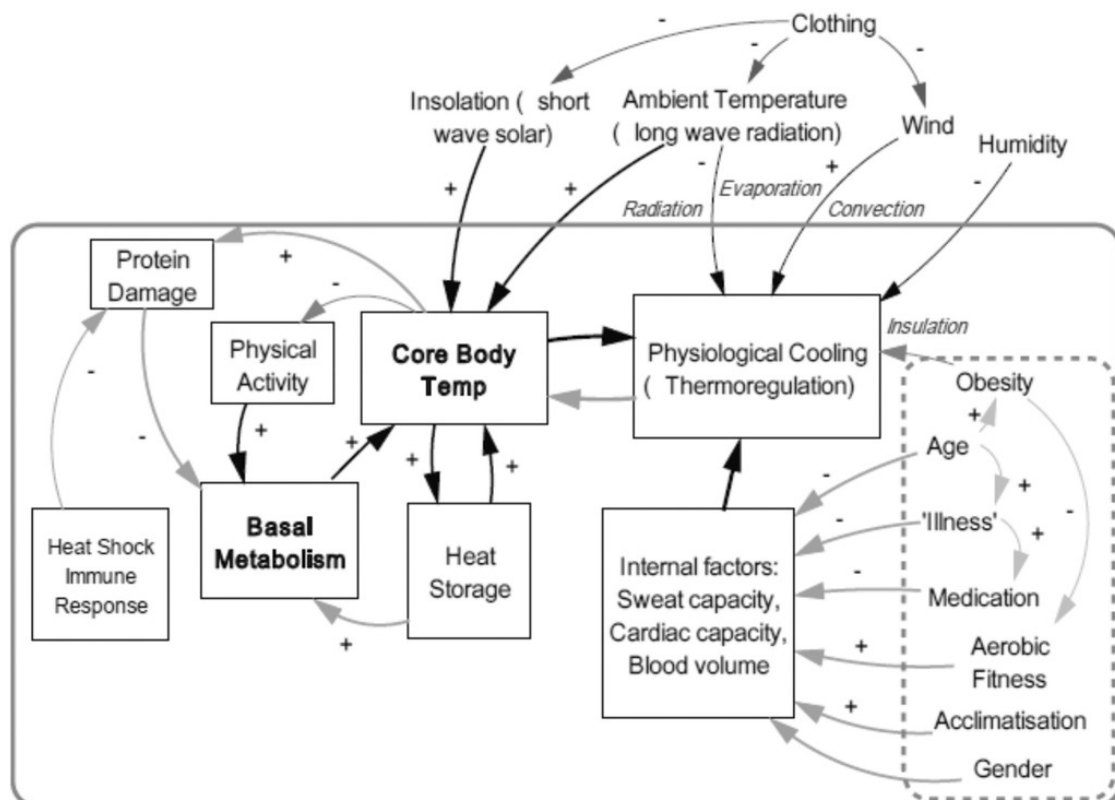 Clothing
-
-
-
Insolation ( short
wave solar)
Ambient Temperature
( long wave radiation)
Wind
Humidity
+
+
-
+
-
Evaporation
Radiation
Convection
Protein
Damage
+
-
Physical
Activity
Core Body
Temp
Physiological Cooling
( Thermoregulation)
Insulation
Obesity
-
-
+
+
+
+
+
Age
-
+
-
'Illness'
+
-
Basal
Metabolism
Heat Shock
Immune
Response
Heat
Storage
+
Internal factors:
Sweat capacity,
Cardiac capacity,
Blood volume
-
Medication
+
Aerobic
Fitness
+
Acclimatisation
Gender